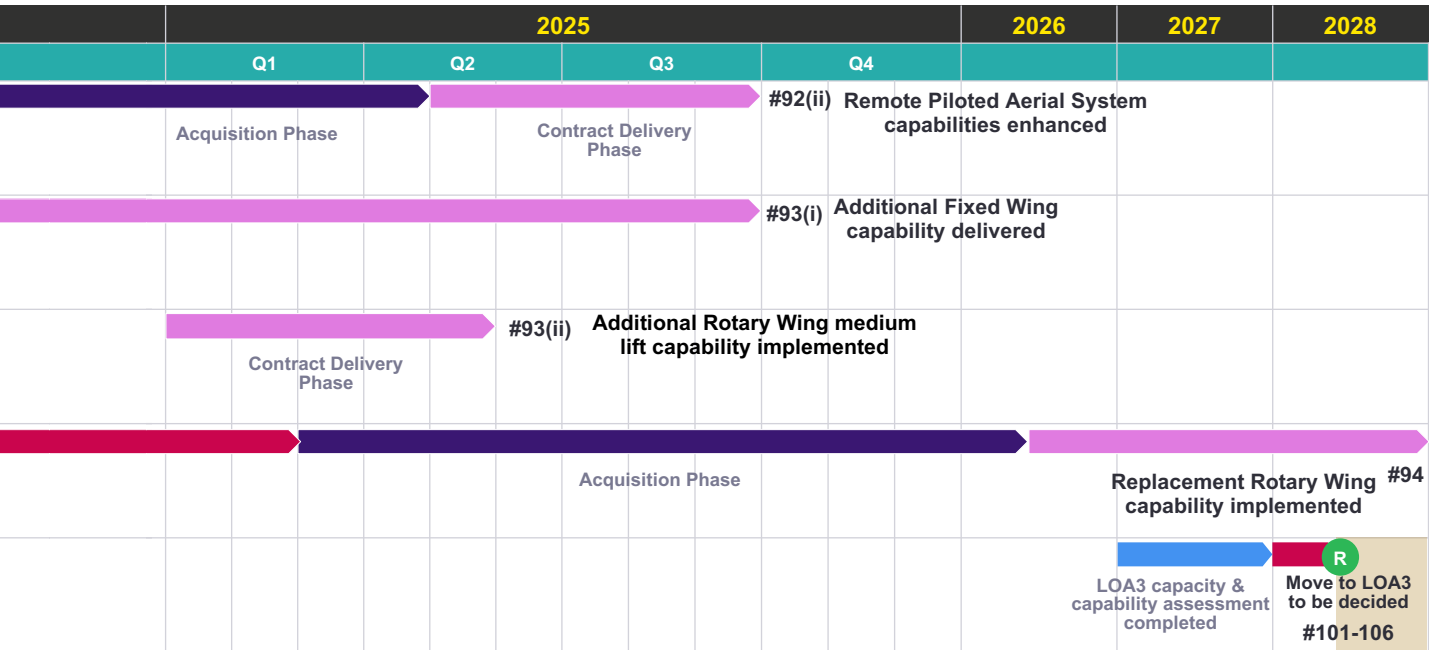 2025
2026
2027
2028
Q1
Q2
Q3
Q4
#92(ii)
Remote Piloted Aerial System
capabilities enhanced
Acquisition Phase
Contract Delivery
Phase
#93(i)
Additional Fixed Wing
capability delivered
#93(ii)
Additional Rotary Wing medium
lift capability implemented
Contract Delivery
Phase
Acquisition Phase
Replacement Rotary Wing
capability implemented
#94
R
LOA3 capacity &
capability assessment
completed
Move to LOA3
to be decided
#101-106